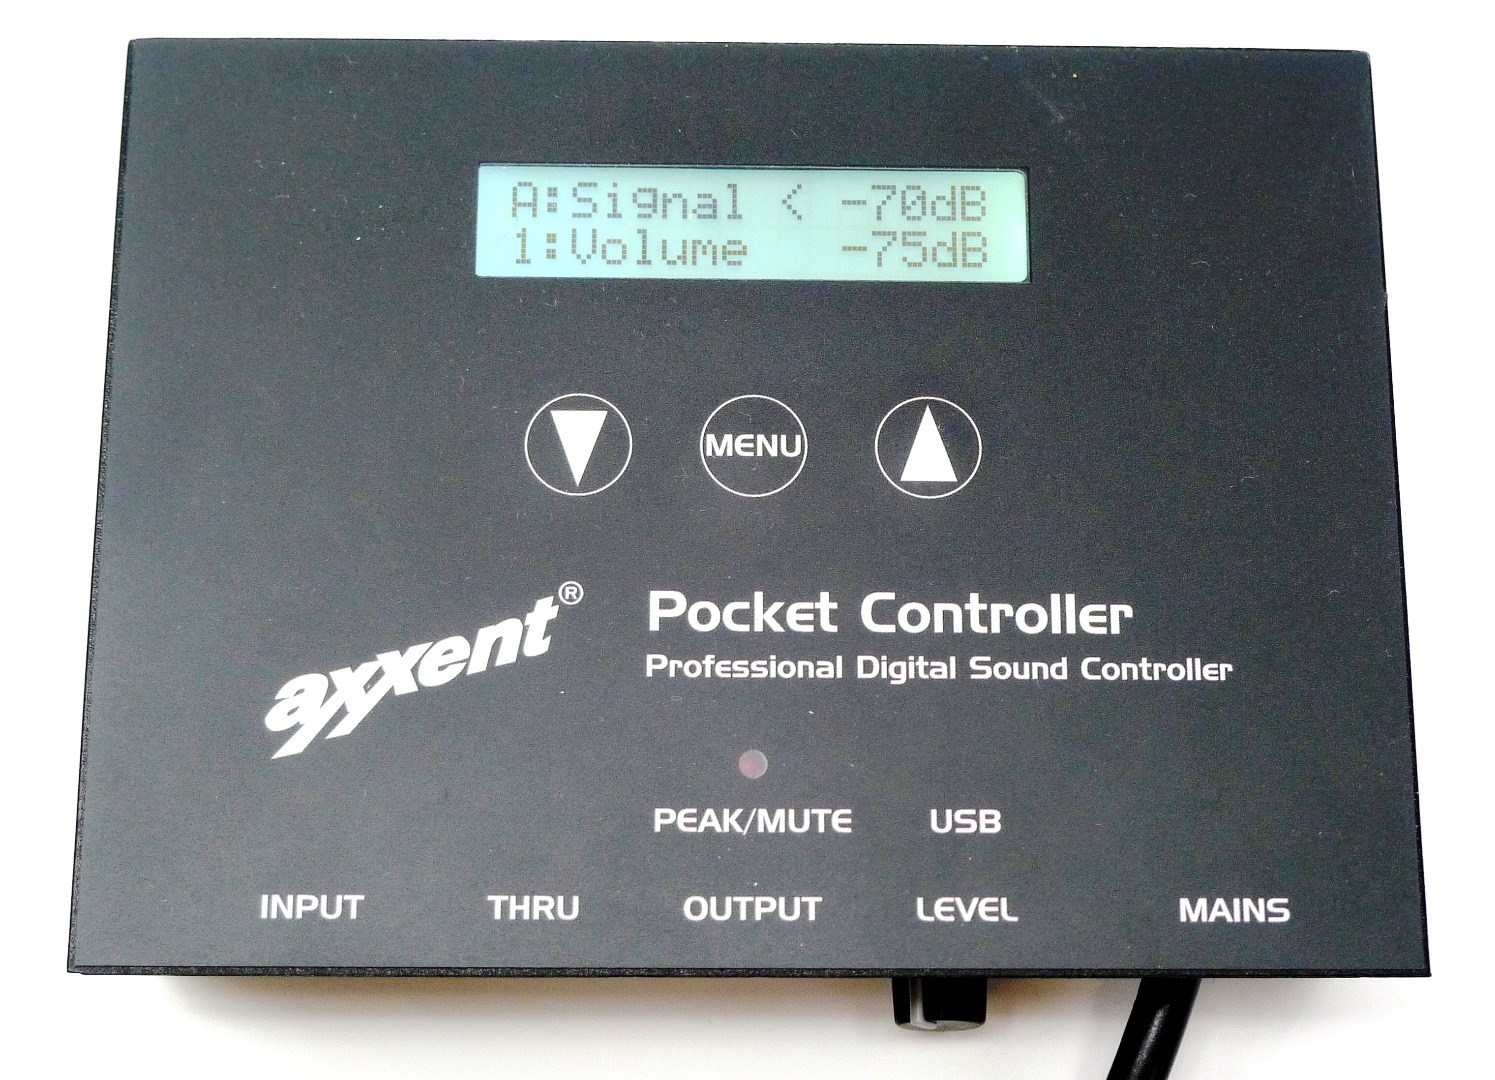 A:Signal < -70dB
1:Volume -75dB
MENU
axxent®
Pocket Controller
Professional Digital Sound Controller
PEAK/MUTE USB
INPUT THRU OUTPUT LEVEL MAINS